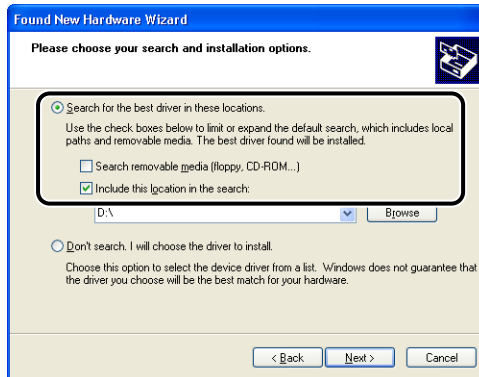 Found New Hardware Wizard
Please choose your search and installation options.
Search for the best driver in these locations.
Use the check boxes below to limit or expand the default search, which includes local
paths and removable media. The best driver found will be installed.
Search removable media (floppy, CD-ROM...)
Include this location in the search:
D:\
Browse
Don't search. I will choose the driver to install.
Choose this option to select the device driver from a list. Windows does not guarantee that
the driver you choose will be the best match for your hardware.
< Back Next > Cancel